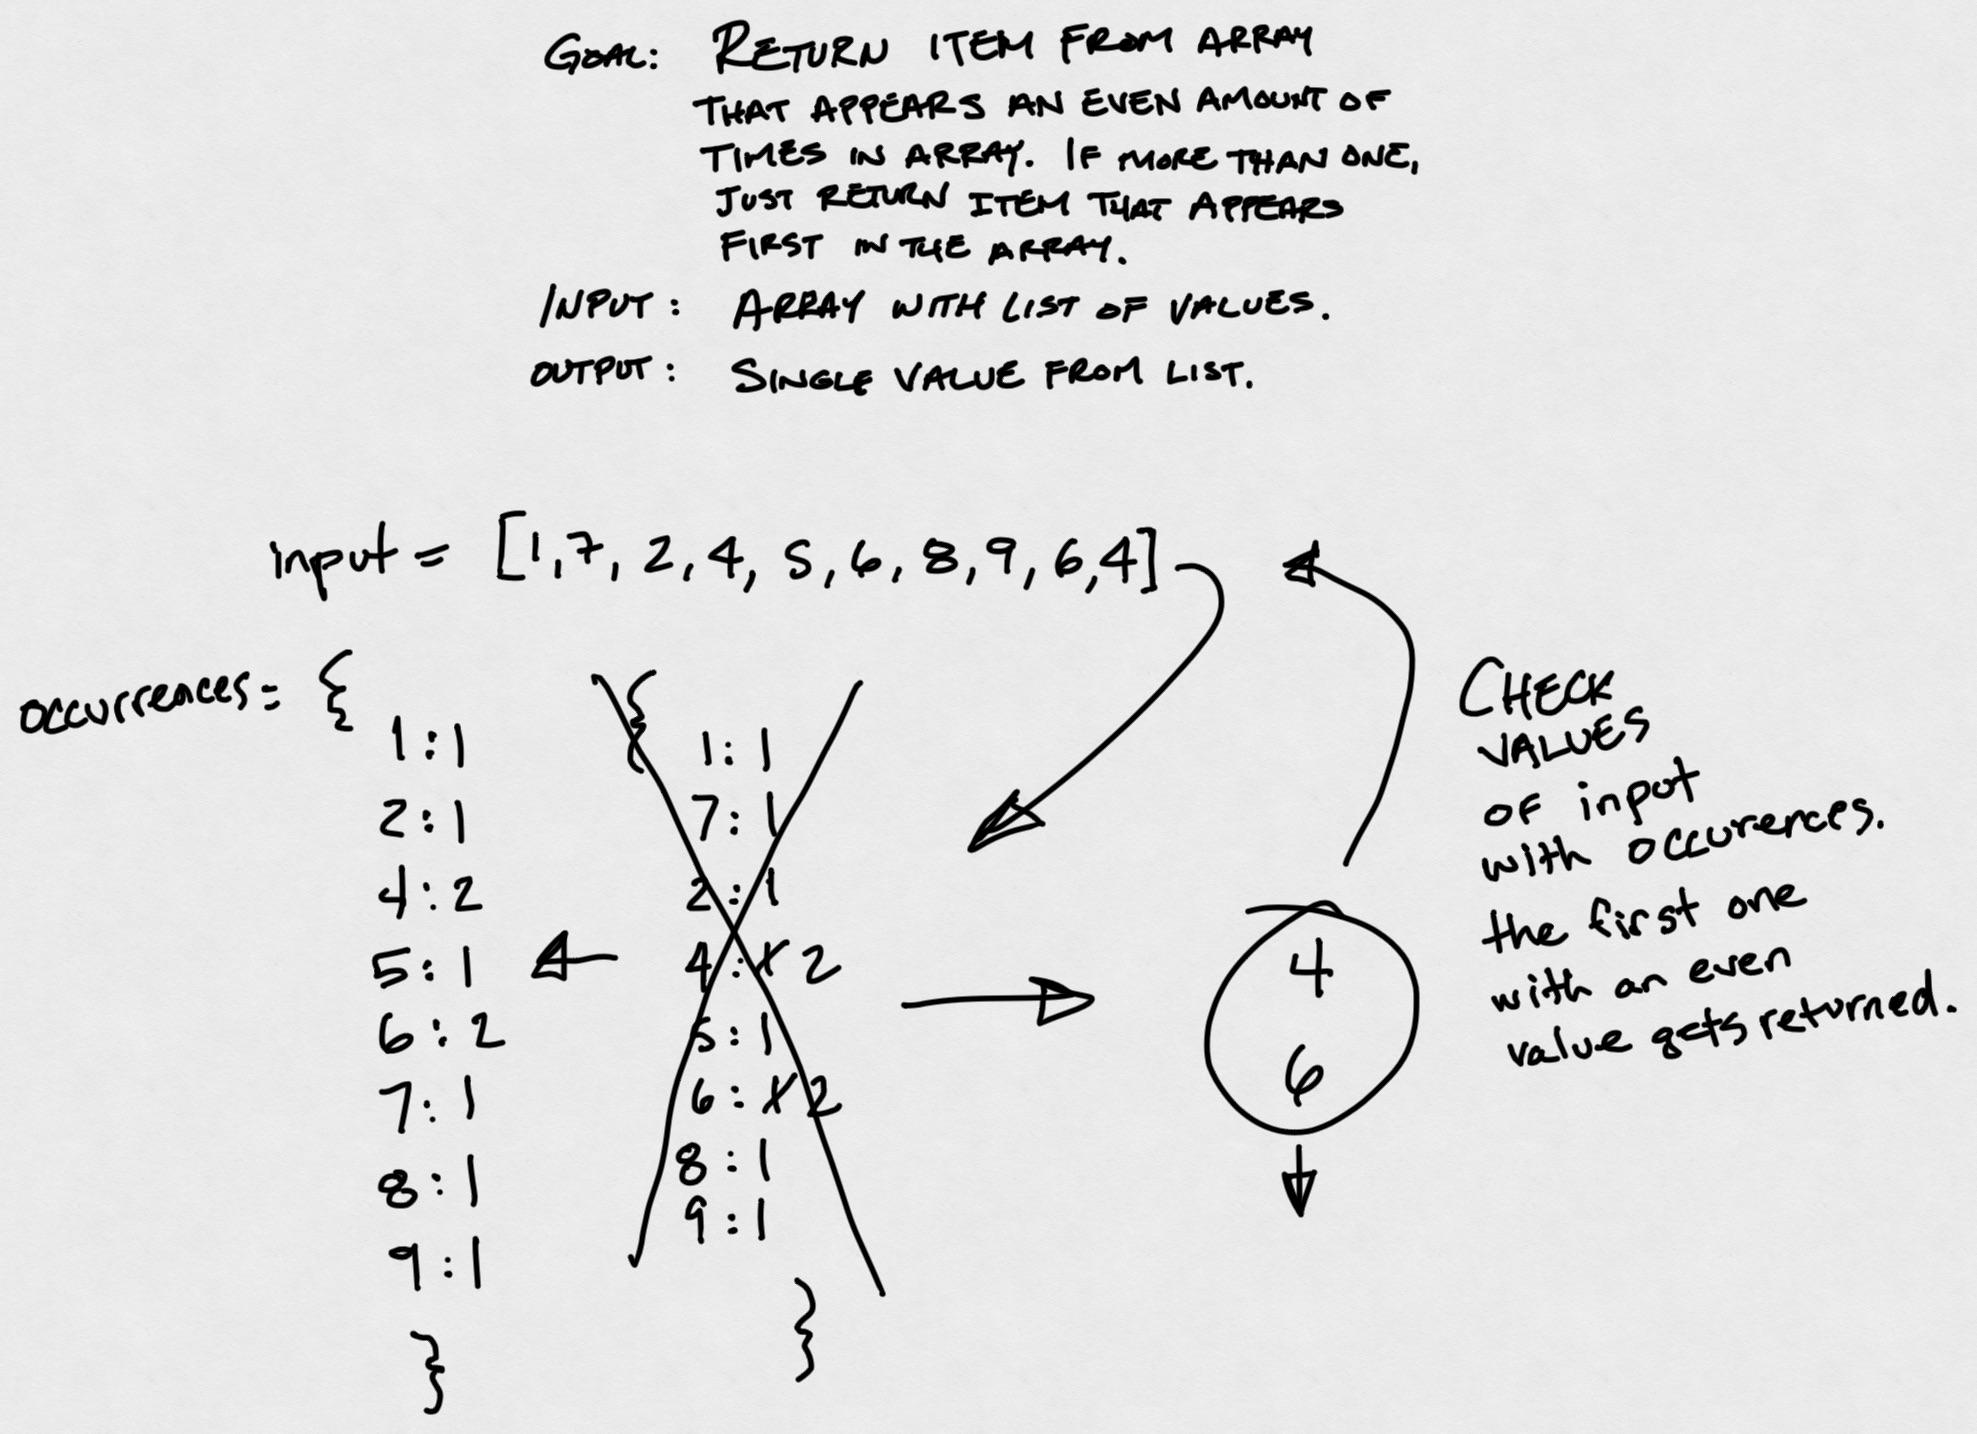 GOAL: RETURN ITEM FROM ARRAY
THAT APPEARS AN EVEN AMOUNT OF
TIMES IN ARRAY. IF MORE THAN ONE,
JUST RETURN ITEM THAT APPEARS
FIRST IN THE ARRAY.
INPUT: ARRAY WITH LIST OF VALUES.
OUTPUT: SINGLE VALUE FROM LIST.
input = [1,7, 2,4, 5,6, 8,9, 6,4]
occurrences = {
1:1
2:1
4:2
5:1
6:2
7:1
8:1
9:1
}
{
1:1
7:1
2:1
4:1 2
5:1
6:1 2
8:1
9:1
}
4
6
CHECK
VALUES
OF input
with occurences.
the first one
with an even
value gets returned.